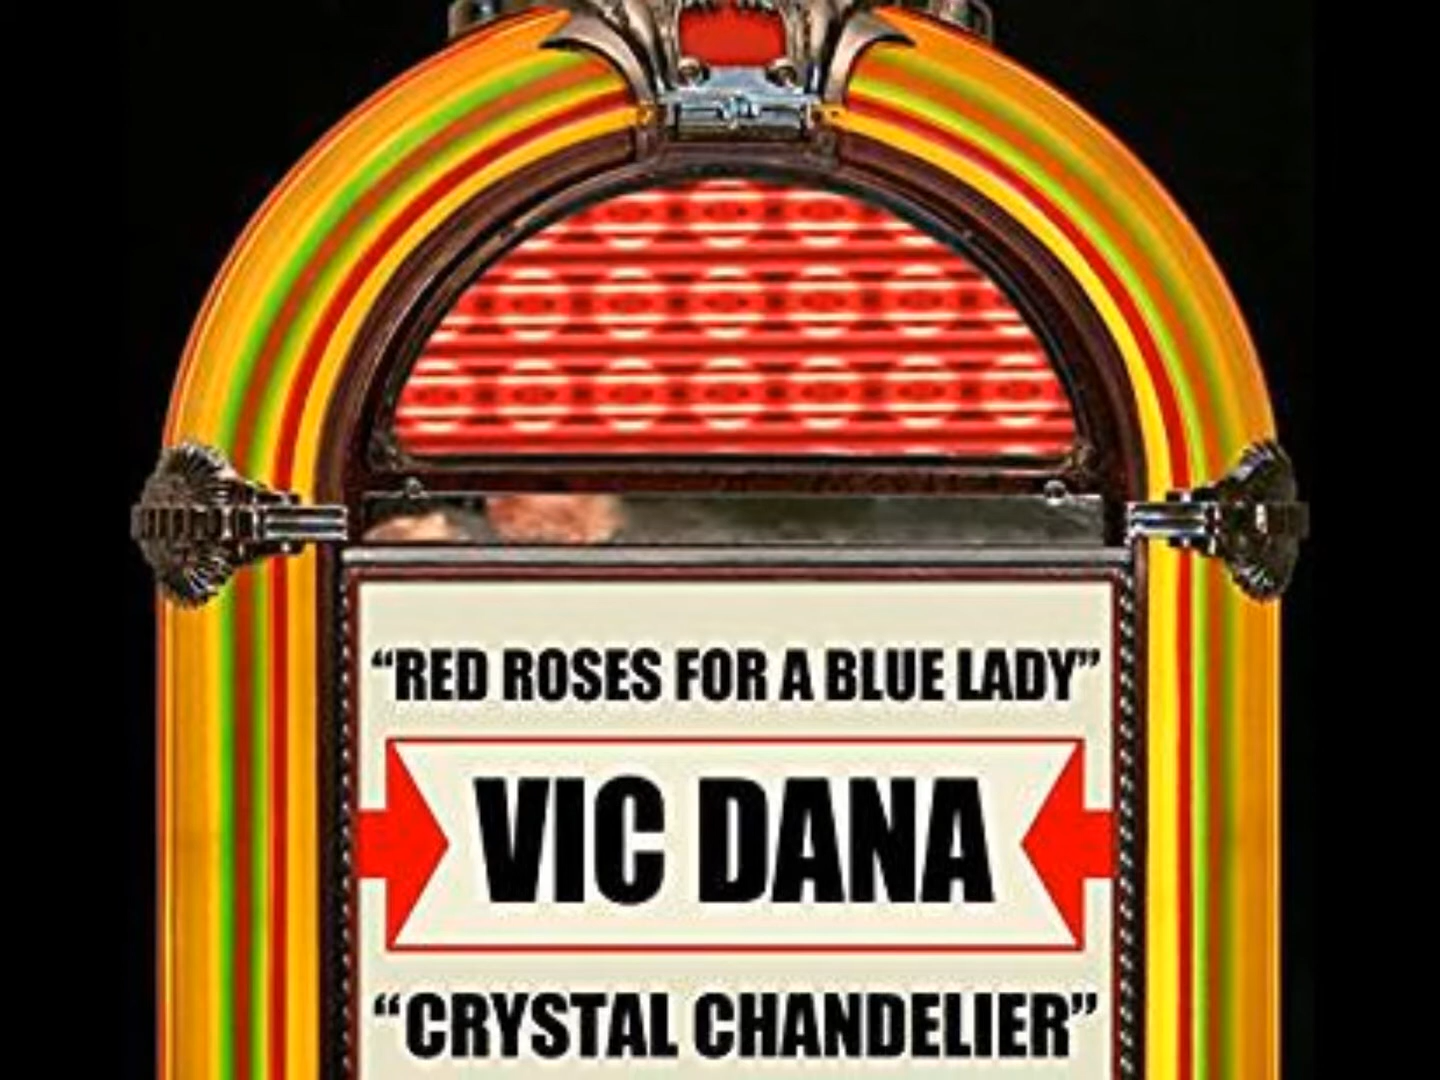 “RED ROSES FOR A BLUE LADY”
VIC DANA
“CRYSTAL CHANDELIER”